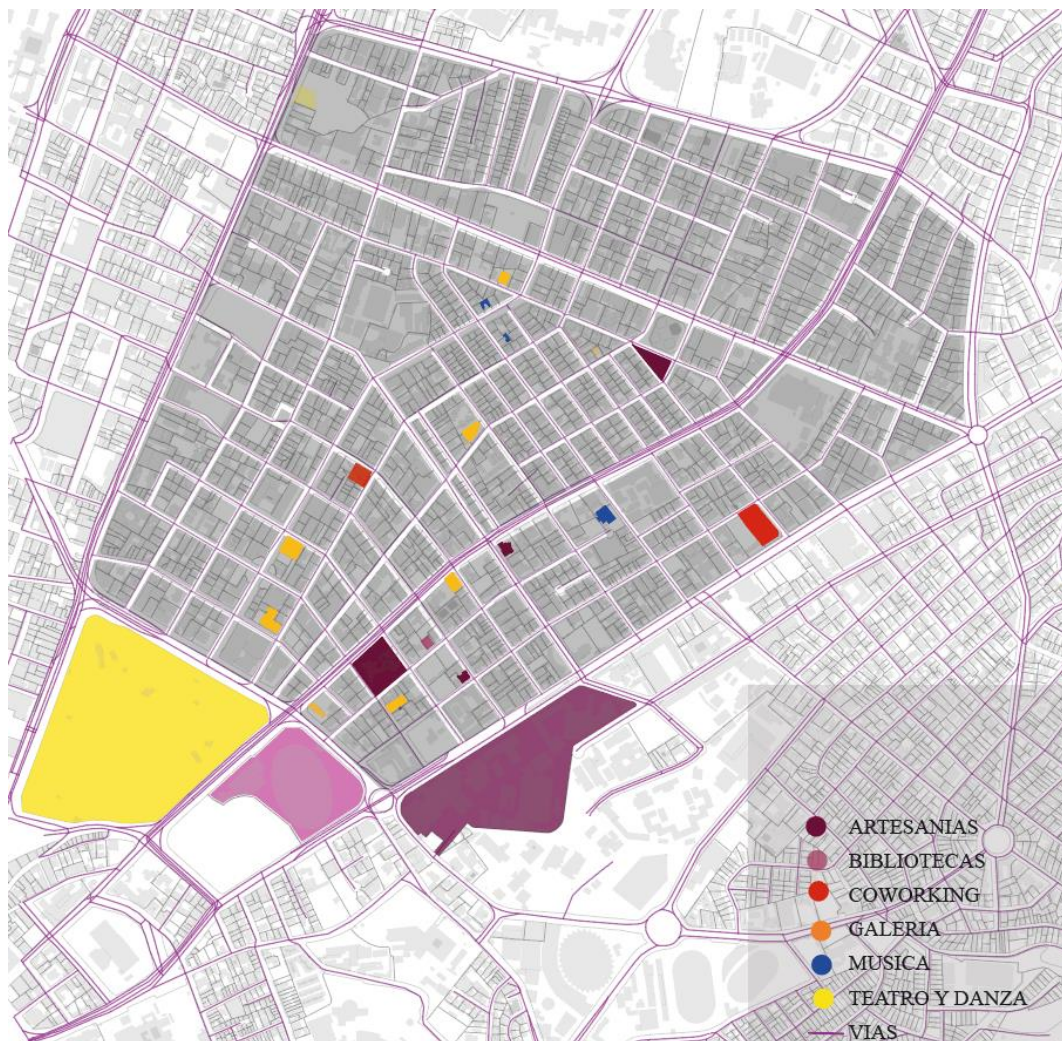 ARTESANIAS
BIBLIOTECAS
COWORKING
GALERIA
MUSICA
TEATRO Y DANZA
VIAS